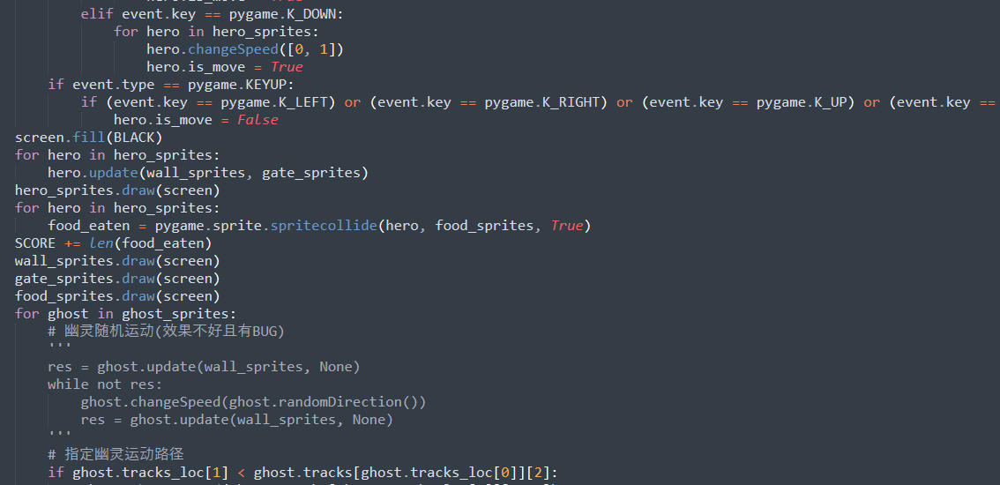 elif event.key == pygame.K_DOWN:
for hero in hero_sprites:
hero.changeSpeed([0, 1])
hero.is_move = True
if event.type == pygame.KEYUP:
if (event.key == pygame.K_LEFT) or (event.key == pygame.K_RIGHT) or (event.key == pygame.K_UP) or (event.key ==
hero.is_move = False
screen.fill(BLACK)
for hero in hero_sprites:
hero.update(wall_sprites, gate_sprites)
hero_sprites.draw(screen)
for hero in hero_sprites:
food_eaten = pygame.sprite.spritecollide(hero, food_sprites, True)
SCORE += len(food_eaten)
wall_sprites.draw(screen)
gate_sprites.draw(screen)
food_sprites.draw(screen)
for ghost in ghost_sprites:
# 幽灵随机运动(效果不好且有BUG)
'''
res = ghost.update(wall_sprites, None)
while not res:
ghost.changeSpeed(ghost.randomDirection())
res = ghost.update(wall_sprites, None)
'''
# 指定幽灵运动路径
if ghost.tracks_loc[1] < ghost.tracks[ghost.tracks_loc[0]][2]: